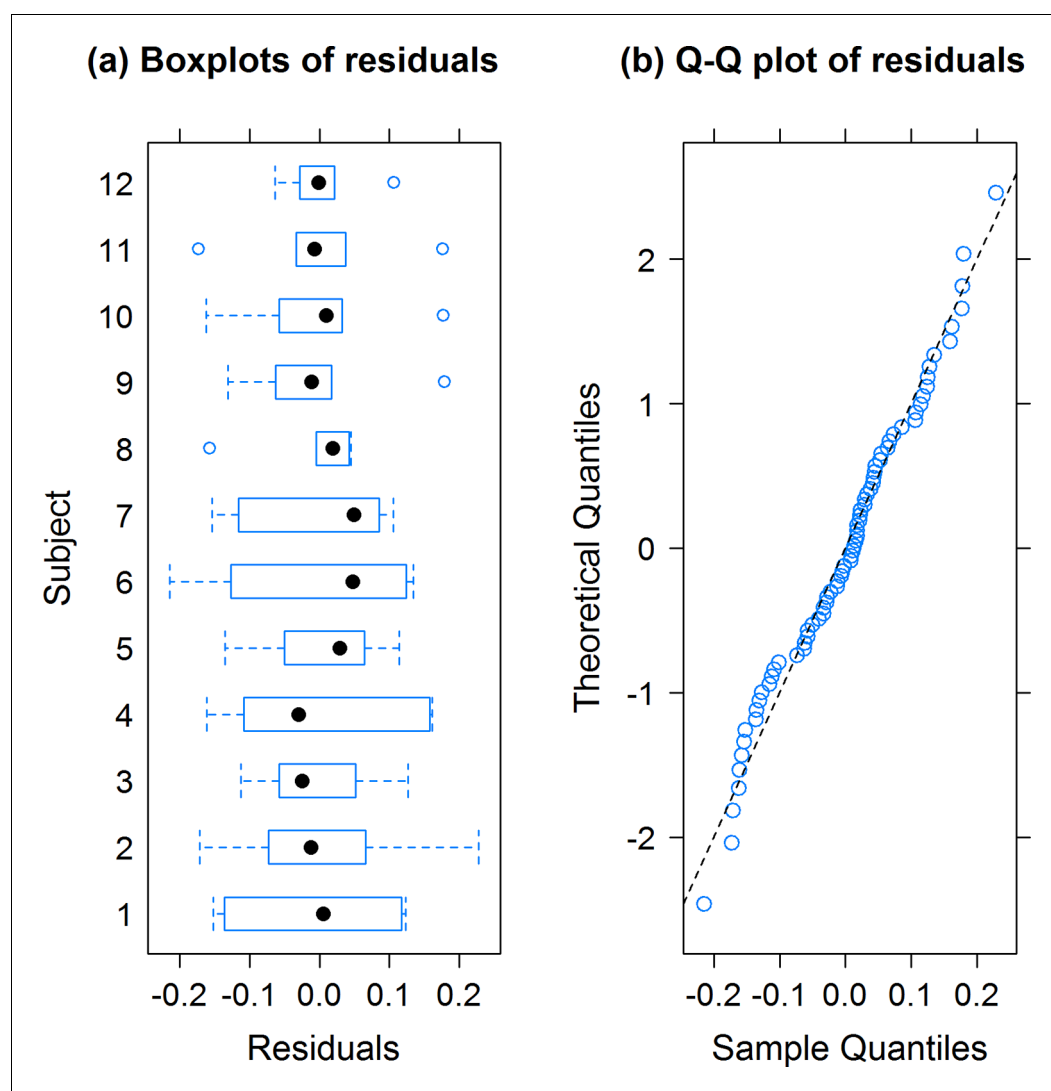 (a) Boxplots of residuals
(b) Q-Q plot of residuals
12
11
10
9
8
7
6
5
4
3
2
1
Subject
-0.2 -0.1 0.0 0.1 0.2
Residuals
2
1
0
-1
-2
Theoretical Quantiles
-0.2 -0.1 0.0 0.1 0.2
Sample Quantiles